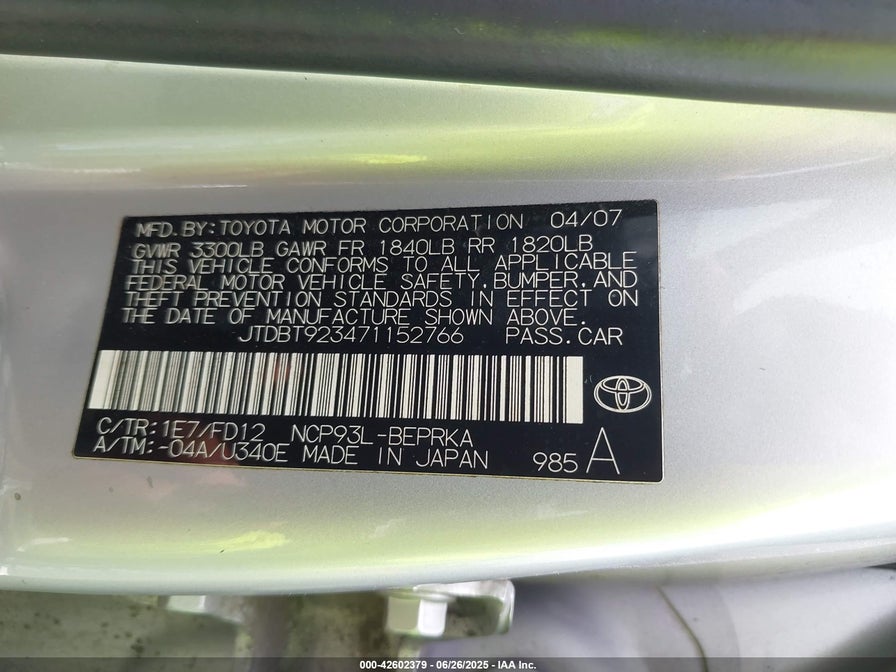 MFD. BY: TOYOTA MOTOR CORPORATION 04/07
GVWR 3300LB GAWR FR 1840LB RR 1820LB
THIS VEHICLE CONFORMS TO ALL APPLICABLE
FEDERAL MOTOR VEHICLE SAFETY, BUMPER, AND
THEFT PREVENTION STANDARDS IN EFFECT ON
THE DATE OF MANUFACTURE SHOWN ABOVE.
JTDBT923471152766 PASS. CAR
C/TR: 1E7/FD12 NCP93L-BEPRKA
A/TM: -04A/U340E MADE IN JAPAN 985 A
000-42602379 - 06/26/2025 - IAA Inc.